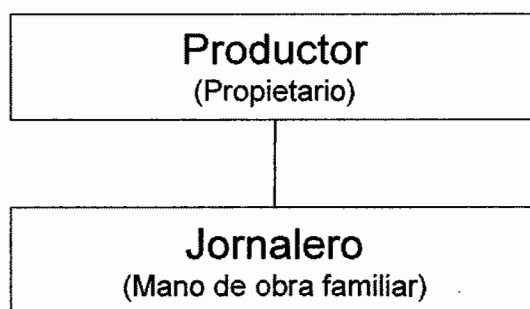 Productor
(Propietario)
Jornalero
(Mano de obra familiar)